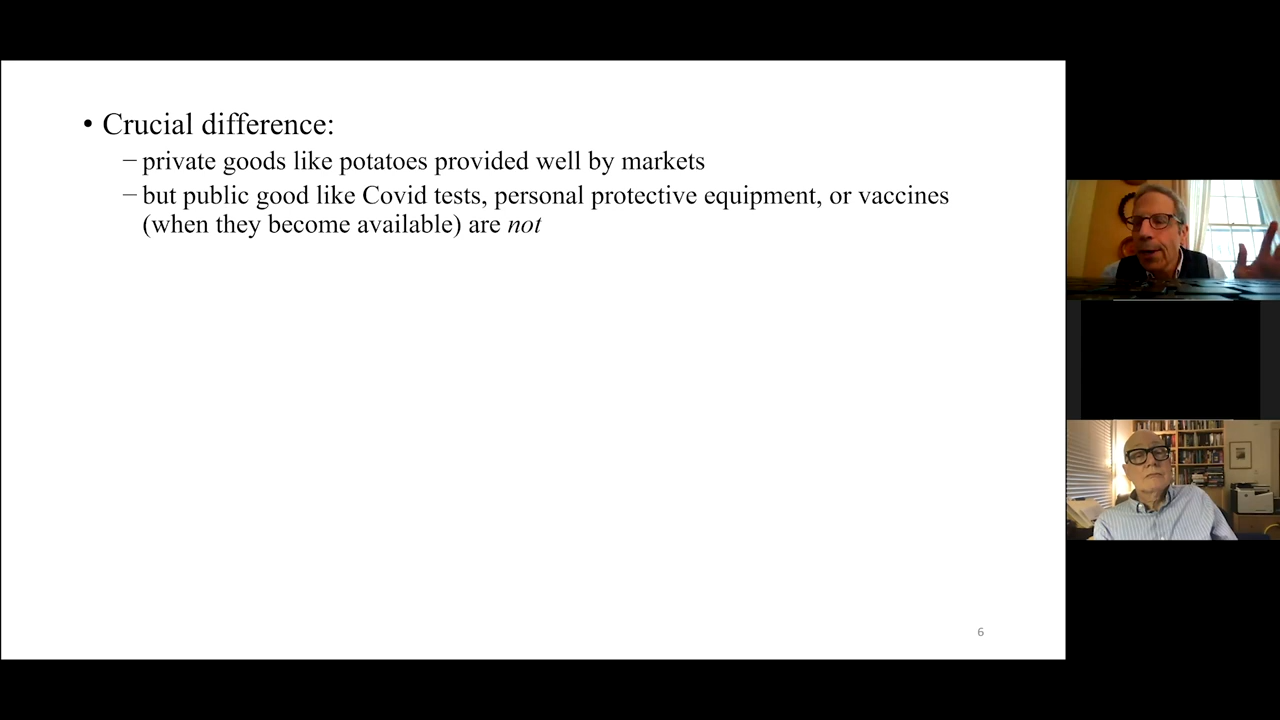 • Crucial difference:
– private goods like potatoes provided well by markets
– but public good like Covid tests, personal protective equipment, or vaccines
(when they become available) are not
6